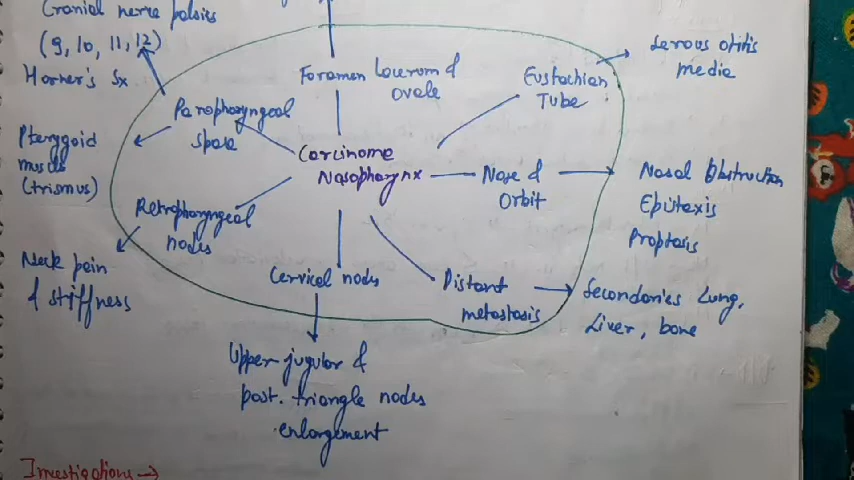 Cranial nerve palsies
(9, 10, 11, 12)
Horner's Sx
Parapharyngeal
space
Pterygoid
muscle
(trismus)
Foramen Lacerum &
ovale
Eustachian
Tube
serous otitis
media
Carcinoma
Nasopharynx
Nose &
orbit
Nasal Obstruction
Epistaxis
Proptosis
Retropharyngeal
nodes
Neck pain
& stiffness
Cervical nodes
Upper jugular &
post. triangle nodes
enlargement
Distant
metastasis
Secondaries Lung,
Liver, bone
Investigations →